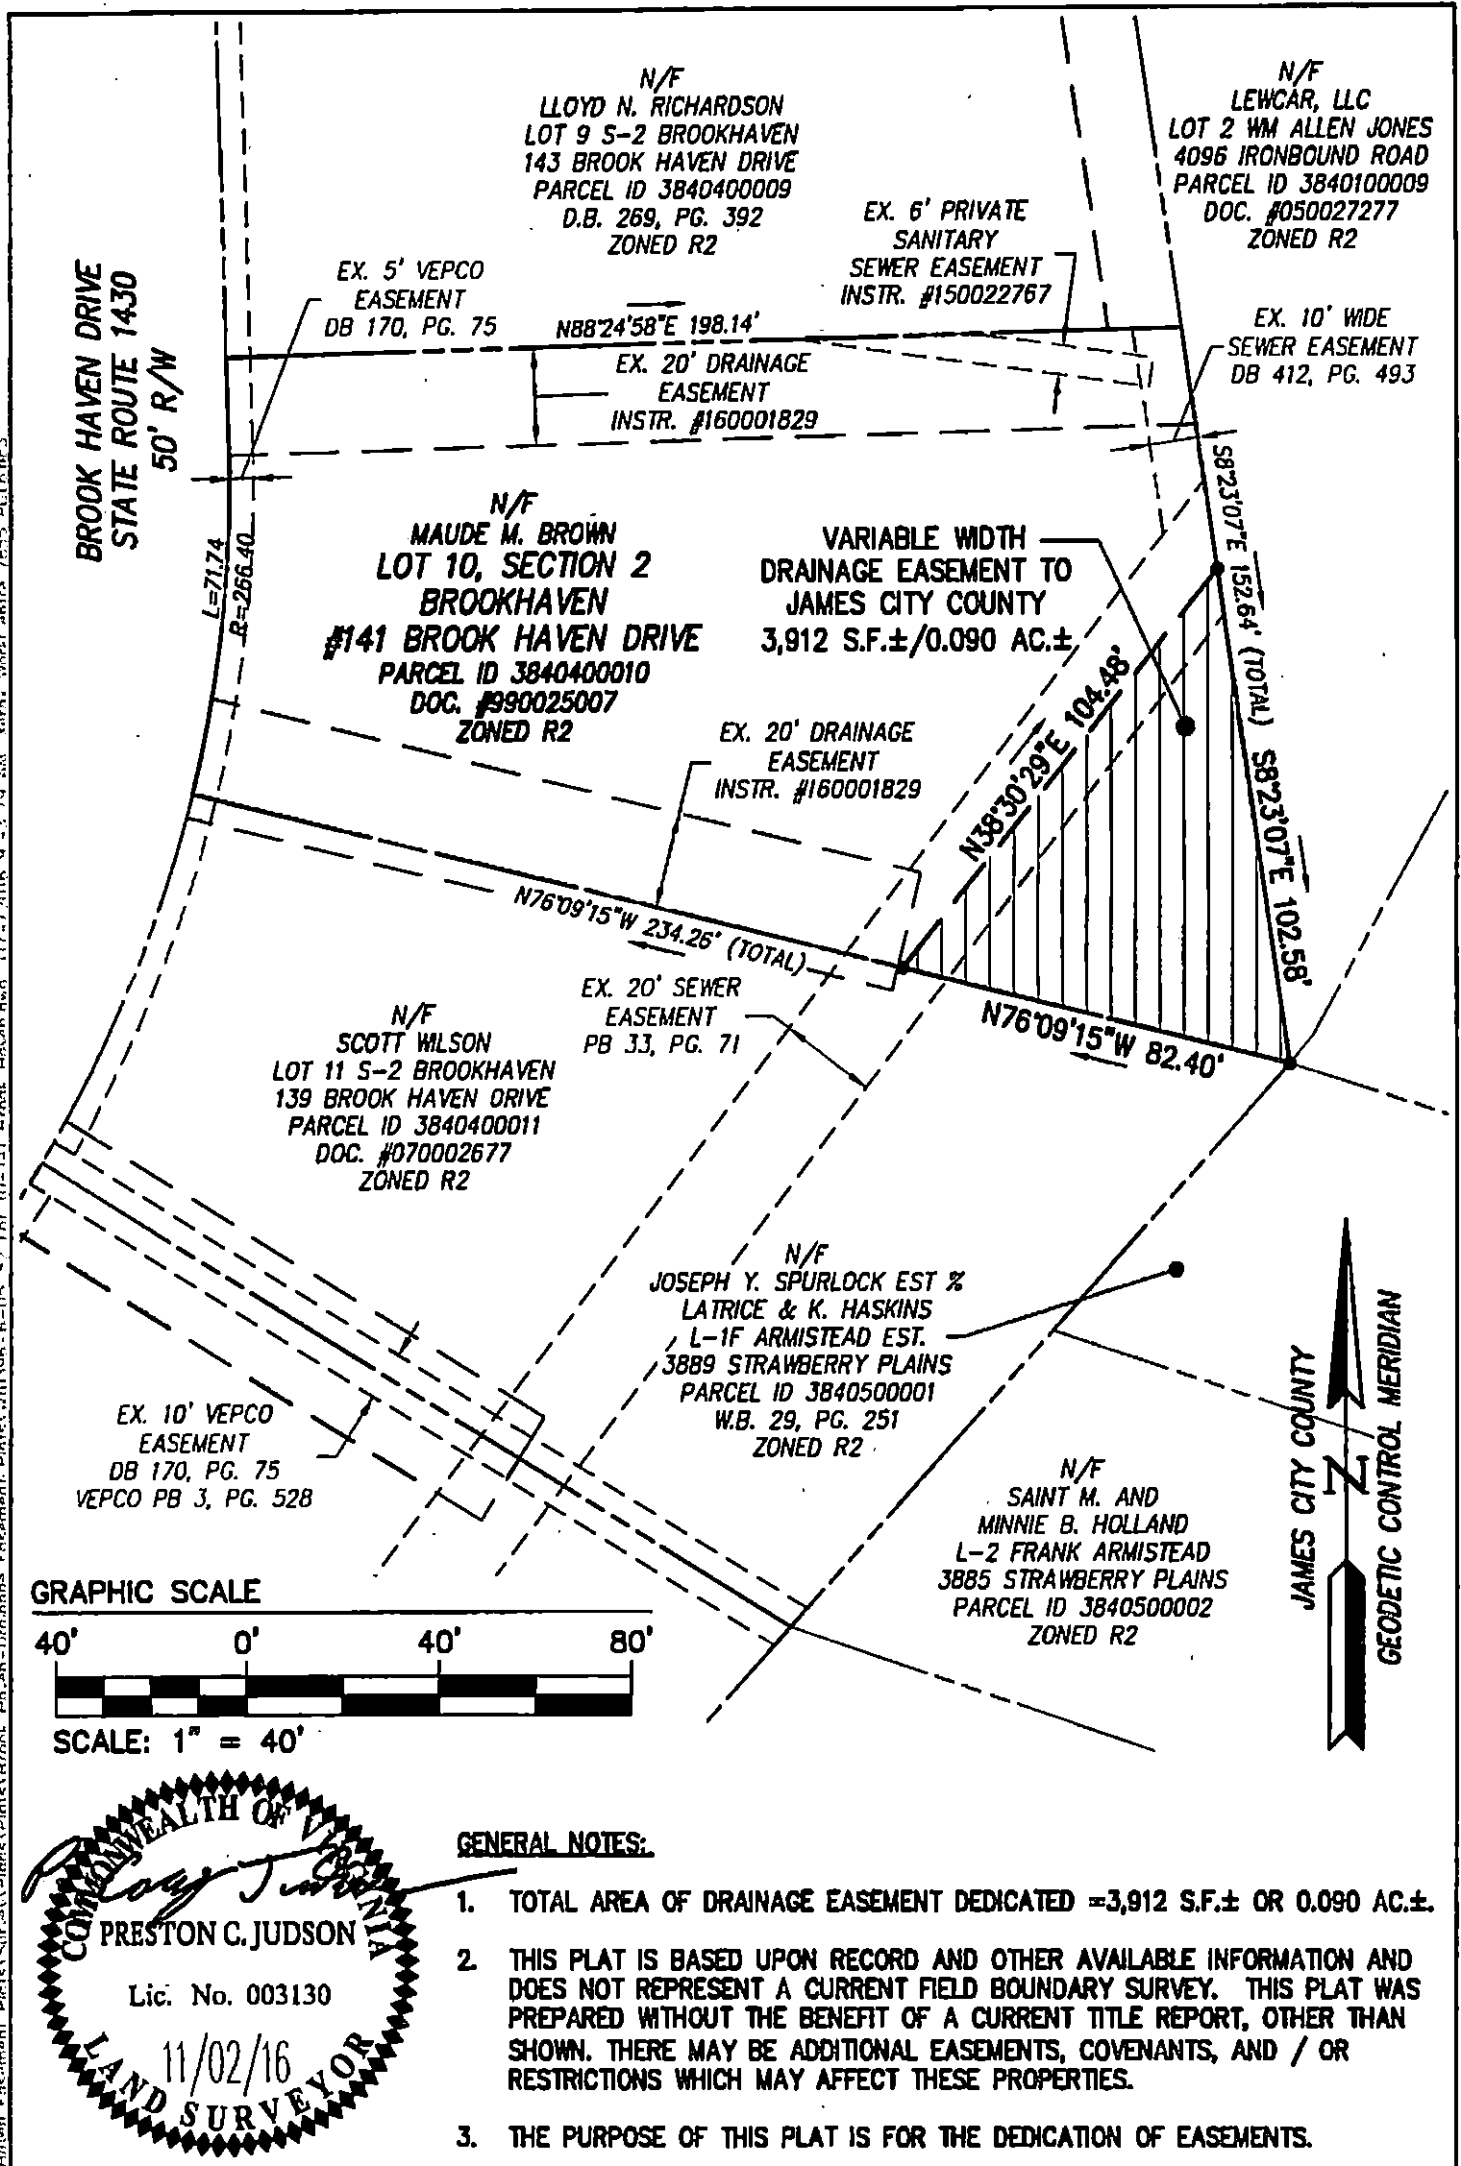 N/F
LLOYD N. RICHARDSON
LOT 9 S-2 BROOKHAVEN
143 BROOK HAVEN DRIVE
PARCEL ID 3840400009
D.B. 269, PG. 392
ZONED R2
N/F
LEWCAR, LLC
LOT 2 WM ALLEN JONES
4096 IRONBOUND ROAD
PARCEL ID 3840100009
DOC. #050027277
ZONED R2
EX. 6' PRIVATE
SANITARY
SEWER EASEMENT
INSTR. #150022767
EX. 5' VEPCO
EASEMENT
DB 170, PG. 75
BROOK HAVEN DRIVE
STATE ROUTE 1430
50' R/W
N88°24'58"E 198.14'
EX. 10' WIDE
SEWER EASEMENT
DB 412, PG. 493
EX. 20' DRAINAGE
EASEMENT
INSTR. #160001829
S8°23'07"E 152.64' (TOTAL)
L=71.74
R=266.40
N/F
MAUDE M. BROWN
LOT 10, SECTION 2
BROOKHAVEN
#141 BROOK HAVEN DRIVE
PARCEL ID 3840400010
DOC. #990025007
ZONED R2
VARIABLE WIDTH
DRAINAGE EASEMENT TO
JAMES CITY COUNTY
3,912 S.F.±/0.090 AC.±
N38°30'29"E 104.48'
S8°23'07"E 102.58'
EX. 20' DRAINAGE
EASEMENT
INSTR. #160001829
N76°09'15"W 234.26' (TOTAL)
N76°09'15"W 82.40'
EX. 20' SEWER
EASEMENT
PB 33, PG. 71
N/F
SCOTT WILSON
LOT 11 S-2 BROOKHAVEN
139 BROOK HAVEN DRIVE
PARCEL ID 3840400011
DOC. #070002677
ZONED R2
N/F
JOSEPH Y. SPURLOCK EST %
LATRICE & K. HASKINS
L-1F ARMISTEAD EST.
3889 STRAWBERRY PLAINS
PARCEL ID 3840500001
W.B. 29, PG. 251
ZONED R2
EX. 10' VEPCO
EASEMENT
DB 170, PG. 75
VEPCO PB 3, PG. 528
N/F
SAINT M. AND
MINNIE B. HOLLAND
L-2 FRANK ARMISTEAD
3885 STRAWBERRY PLAINS
PARCEL ID 3840500002
ZONED R2
JAMES CITY COUNTY
N
GEODETIC CONTROL MERIDIAN
GRAPHIC SCALE
40' 0' 40' 80'
SCALE: 1" = 40'
COMMONWEALTH OF VIRGINIA
PRESTON C. JUDSON
Lic. No. 003130
11/02/16
LAND SURVEYOR
GENERAL NOTES:
1. TOTAL AREA OF DRAINAGE EASEMENT DEDICATED =3,912 S.F.± OR 0.090 AC.±.
2. THIS PLAT IS BASED UPON RECORD AND OTHER AVAILABLE INFORMATION AND
DOES NOT REPRESENT A CURRENT FIELD BOUNDARY SURVEY. THIS PLAT WAS
PREPARED WITHOUT THE BENEFIT OF A CURRENT TITLE REPORT, OTHER THAN
SHOWN. THERE MAY BE ADDITIONAL EASEMENTS, COVENANTS, AND / OR
RESTRICTIONS WHICH MAY AFFECT THESE PROPERTIES.
3. THE PURPOSE OF THIS PLAT IS FOR THE DEDICATION OF EASEMENTS.